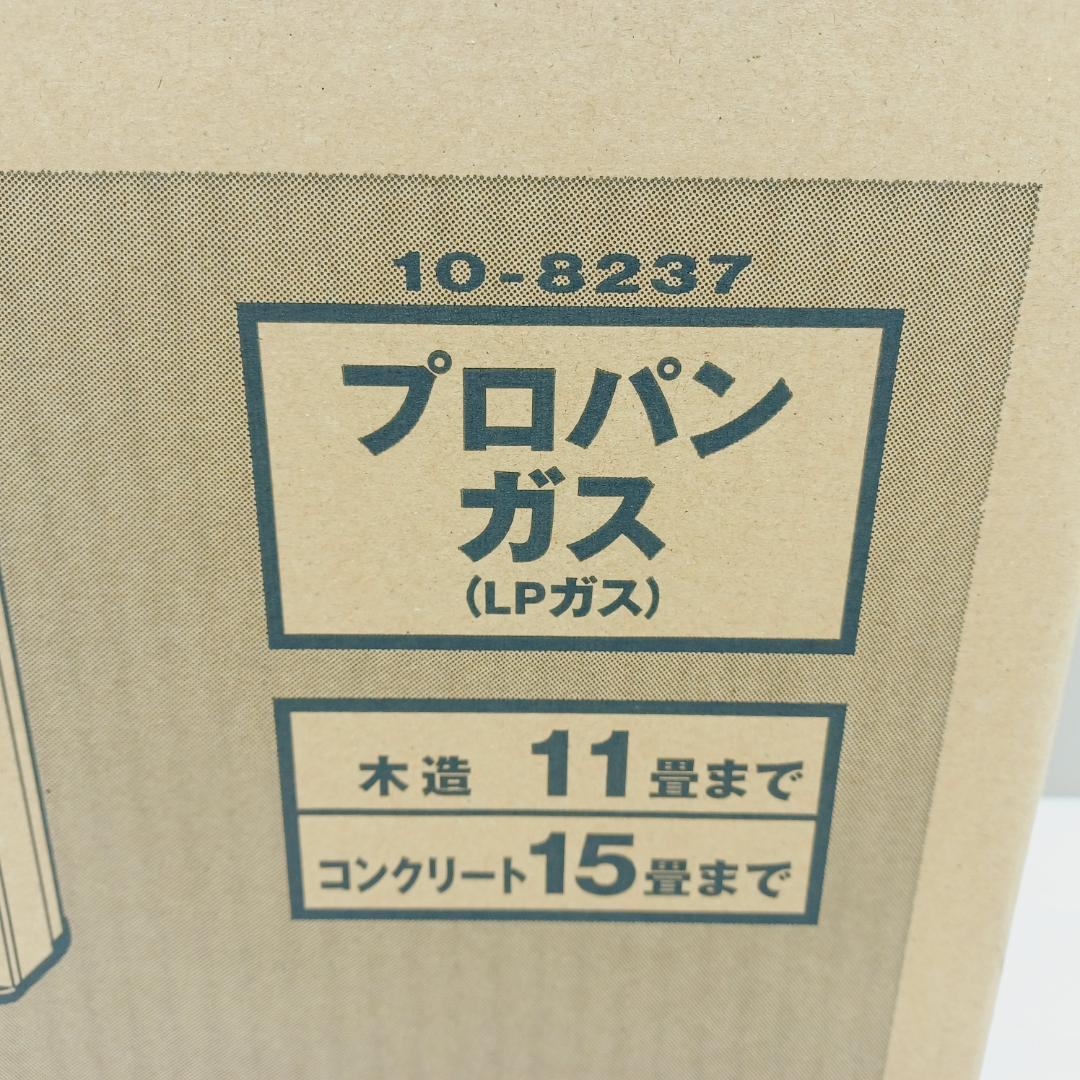 10-8237
プロパン
ガス
(LPガス)
木造 11畳まで
コンクリート15畳まで